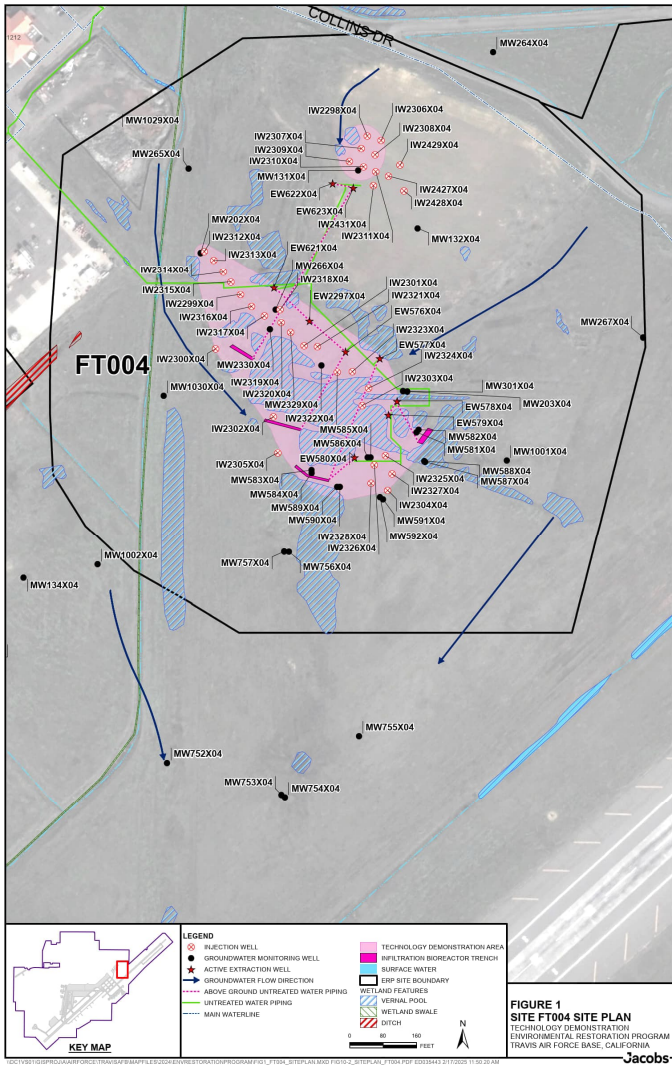 COLLINS DR
1212
MW264X04
IW2298X04
IW2306X04
MW1029X04
IW2307X04
IW2308X04
IW2309X04
IW2429X04
MW265X04
IW2310X04
MW131X04
IW2427X04
EW622X04
IW2428X04
EW623X04
IW2431X04
IW2311X04
MW202X04
IW2312X04
MW132X04
IW2313X04
EW621X04
MW266X04
IW2314X04
IW2318X04
IW2301X04
IW2315X04
IW2321X04
IW2299X04
EW2297X04
EW576X04
IW2316X04
MW267X04
IW2317X04
IW2323X04
EW577X04
IW2300X04
IW2324X04
FT004
MW2330X04
IW2303X04
IW2319X04
MW301X04
MW1030X04
IW2320X04
MW203X04
MW2329X04
EW578X04
IW2322X04
EW579X04
IW2302X04
MW585X04
MW582X04
MW586X04
MW581X04
MW1001X04
EW580X04
IW2305X04
MW588X04
MW583X04
MW587X04
IW2325X04
MW584X04
IW2327X04
MW589X04
IW2304X04
MW590X04
MW591X04
IW2328X04
MW592X04
IW2326X04
MW1002X04
MW757X04
MW756X04
MW134X04
MW755X04
MW752X04
MW753X04
MW754X04
KEY MAP
LEGEND
INJECTION WELL
GROUNDWATER MONITORING WELL
ACTIVE EXTRACTION WELL
GROUNDWATER FLOW DIRECTION
ABOVE GROUND UNTREATED WATER PIPING
UNTREATED WATER PIPING
MAIN WATERLINE
TECHNOLOGY DEMONSTRATION AREA
INFILTRATION BIOREACTOR TRENCH
SURFACE WATER
ERP SITE BOUNDARY
WETLAND FEATURES
VERNAL POOL
WETLAND SWALE
DITCH
0 80 160
FEET
N
FIGURE 1
SITE FT004 SITE PLAN
TECHNOLOGY DEMONSTRATION
ENVIRONMENTAL RESTORATION PROGRAM
TRAVIS AIR FORCE BASE, CALIFORNIA
Jacobs